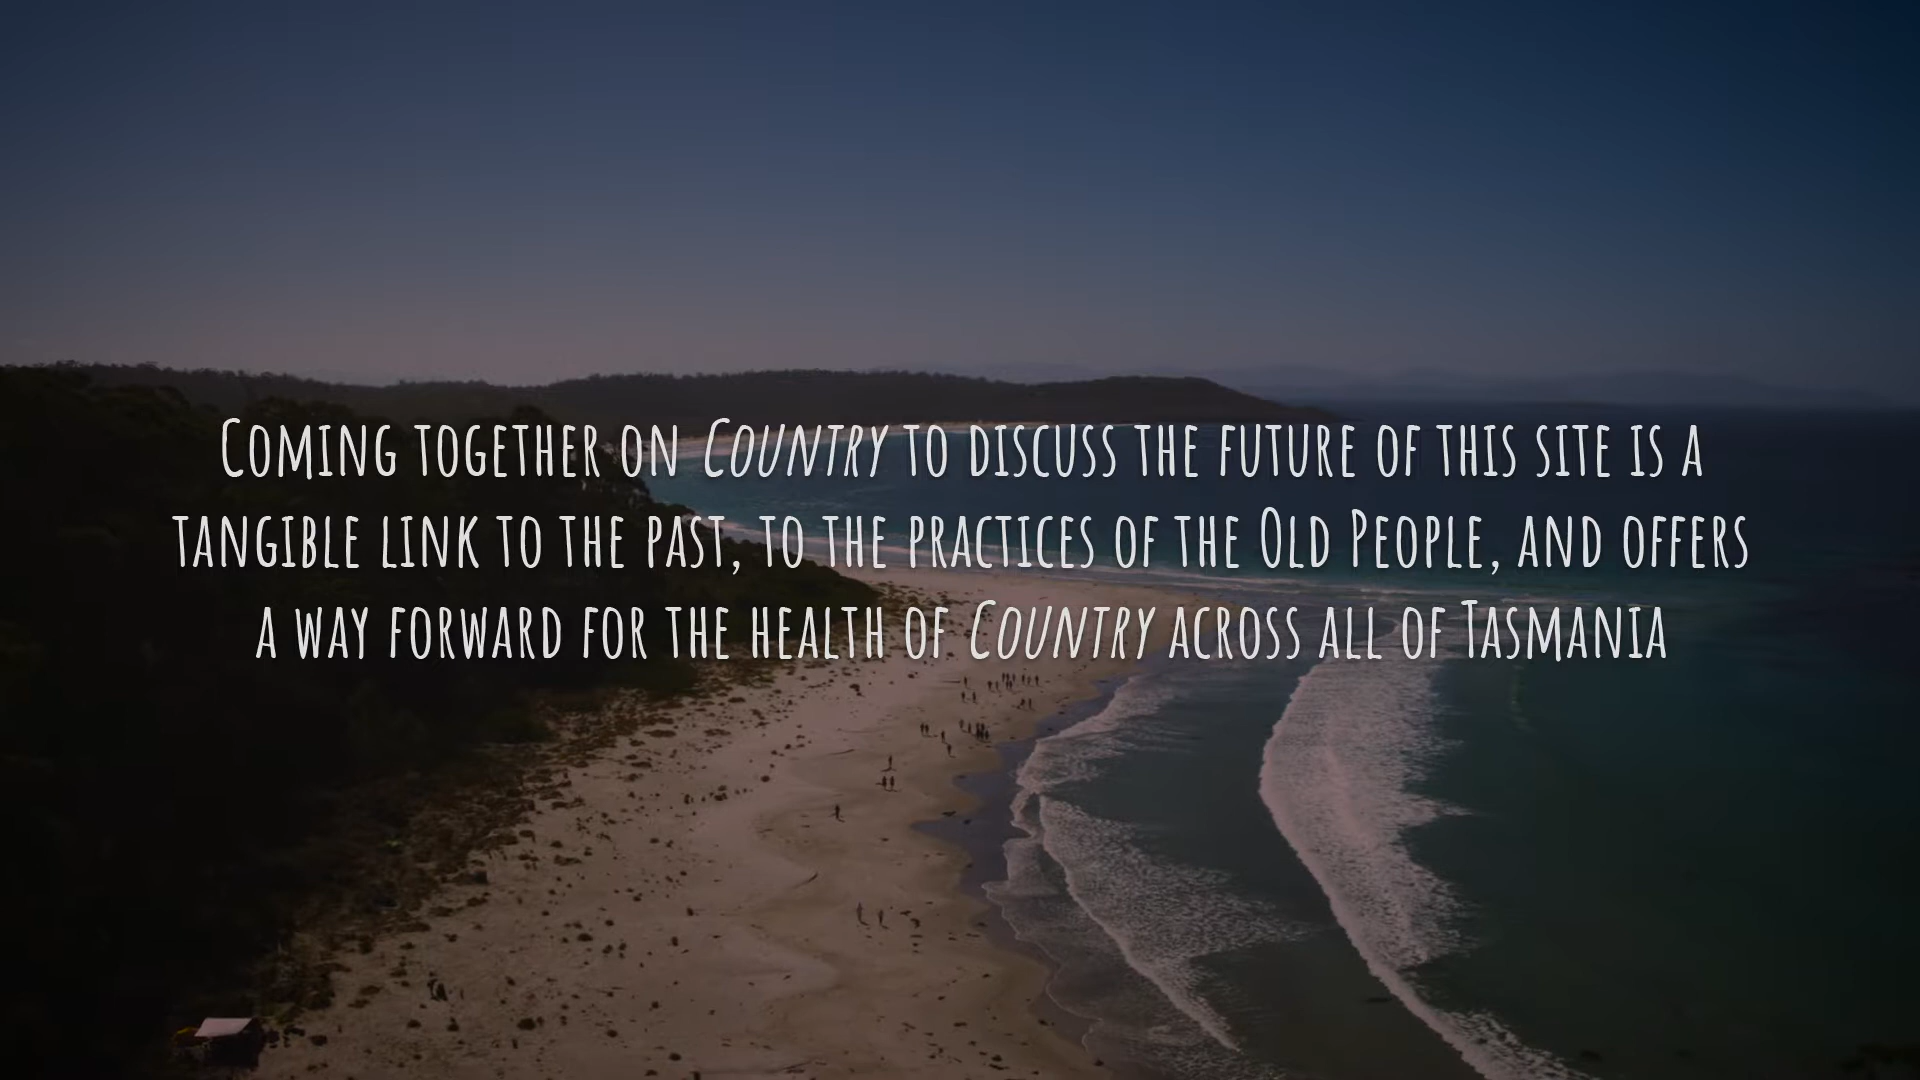 Coming together on Country to discuss the future of this site is a
tangible link to the past, to the practices of the Old People, and offers
a way forward for the health of Country across all of Tasmania